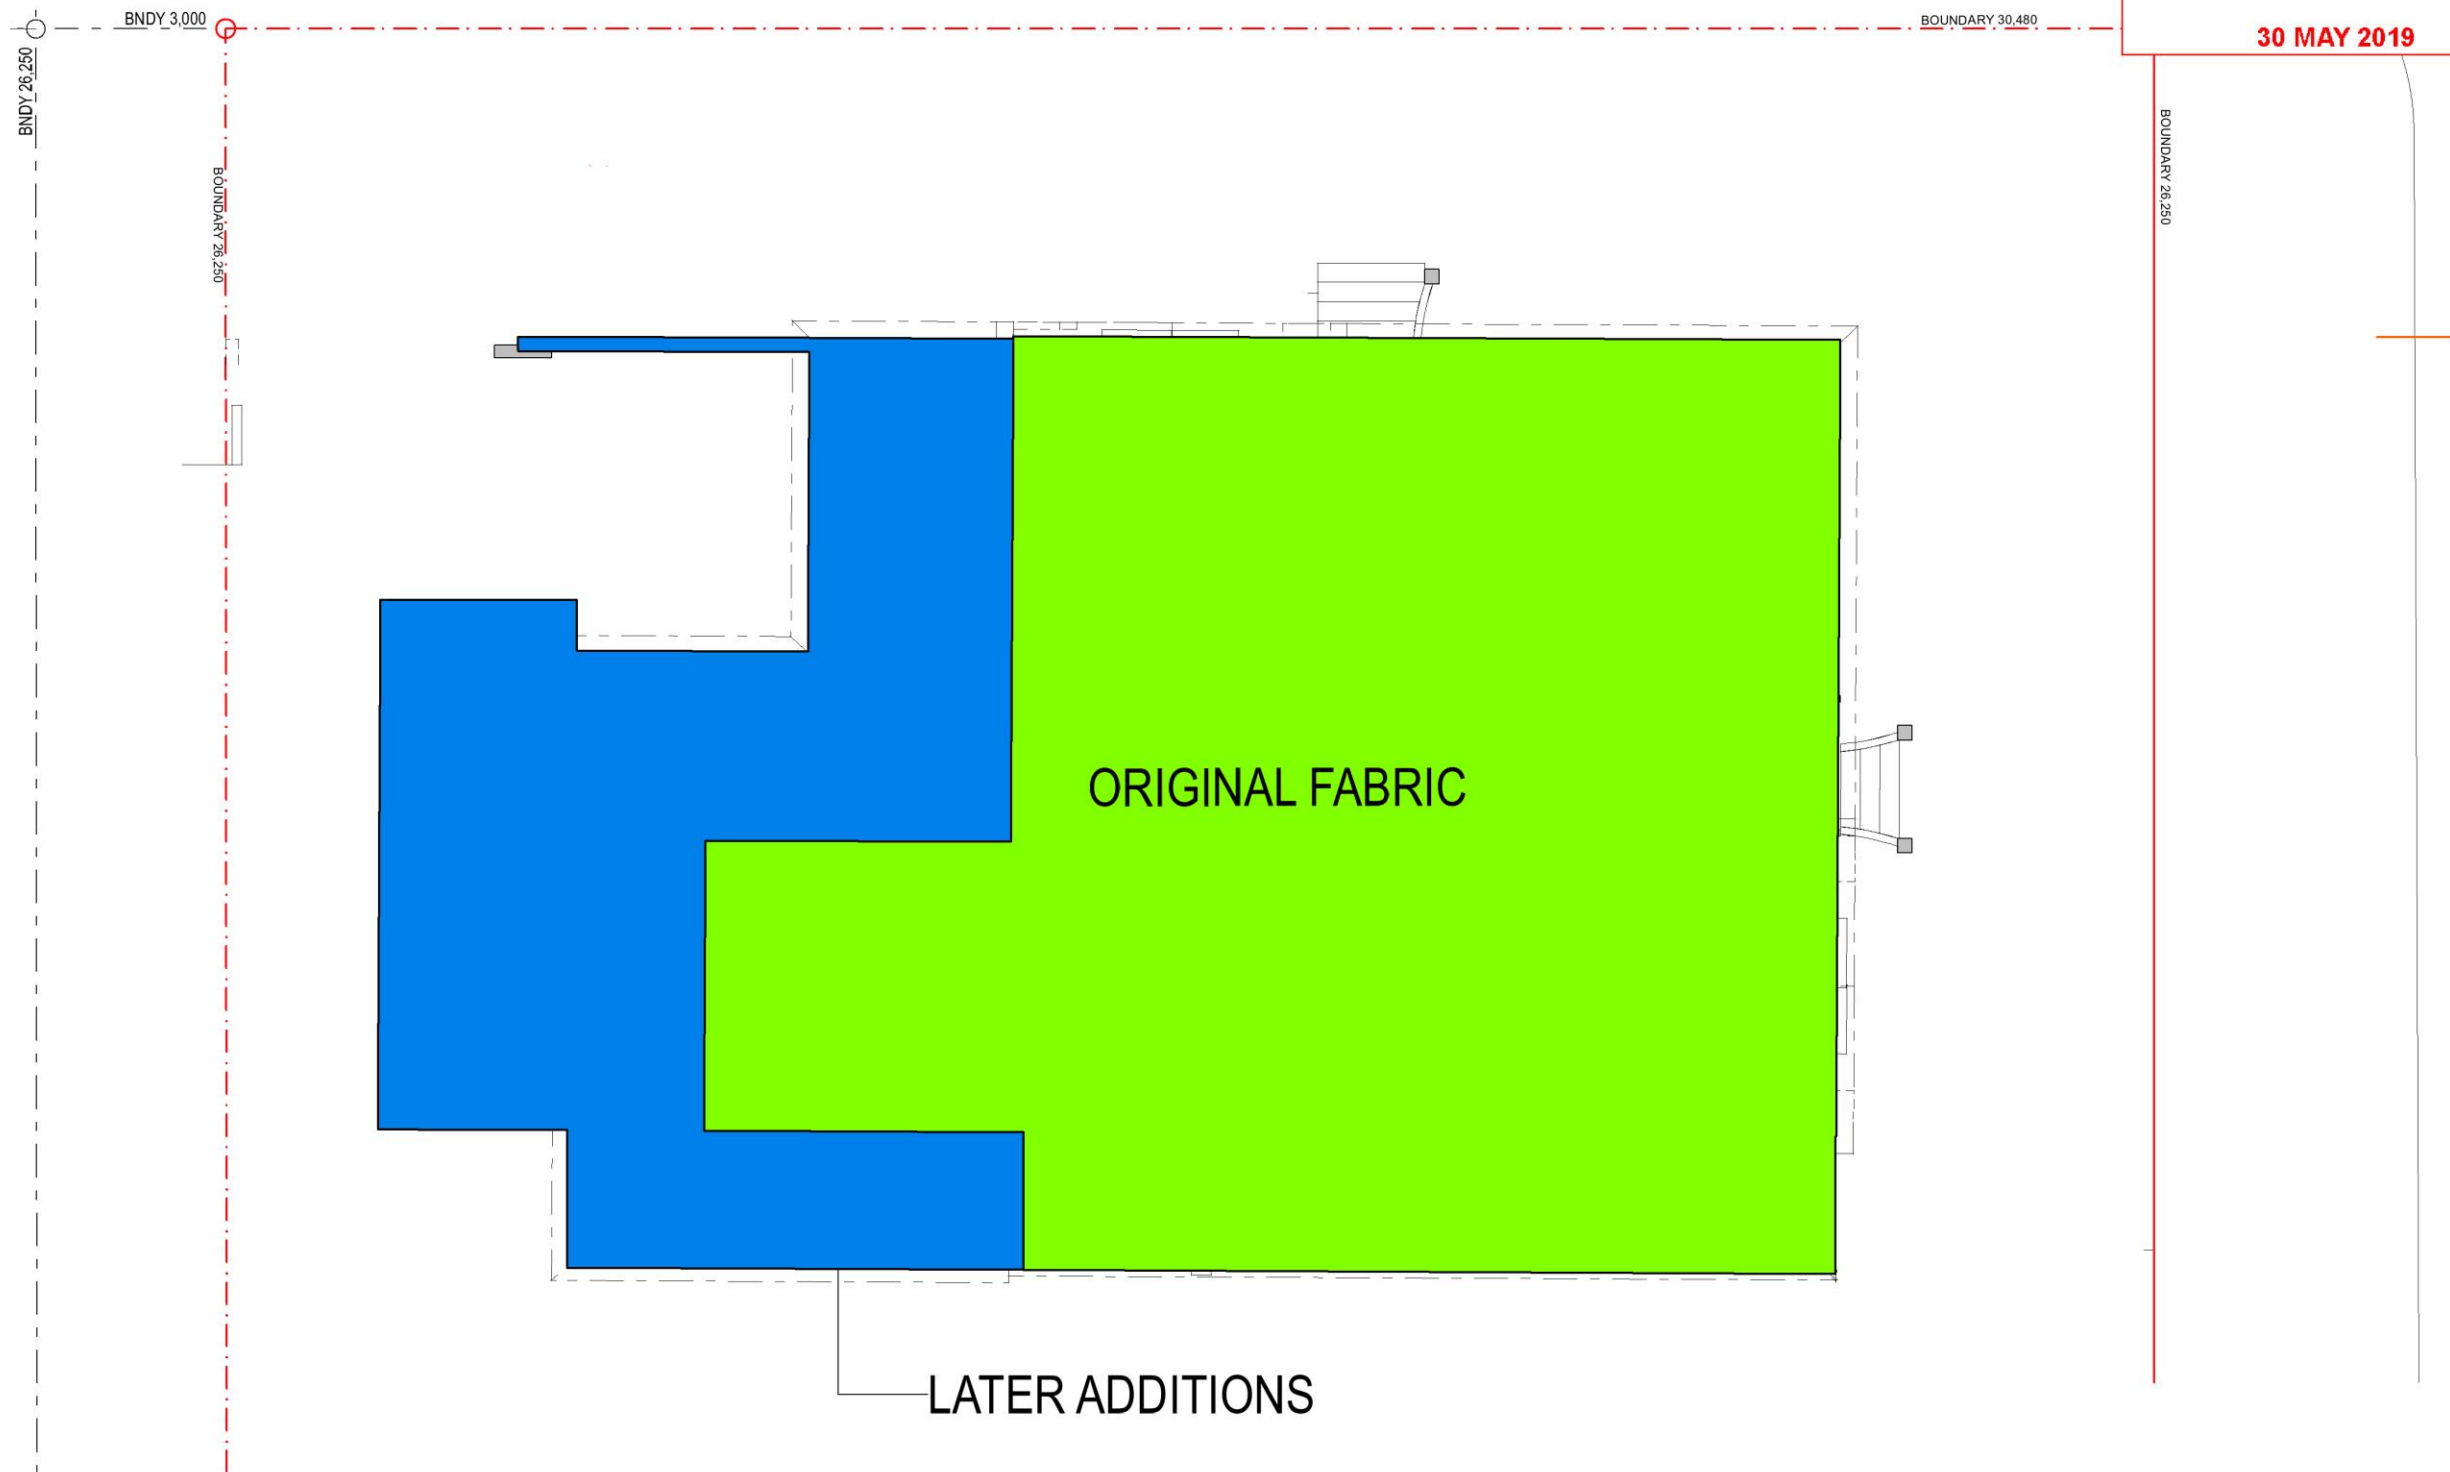 BNDY 3,000
BOUNDARY 30,480
30 MAY 2019
BNDY 26,250
BOUNDARY 26,250
BOUNDARY 26,250
ORIGINAL FABRIC
LATER ADDITIONS